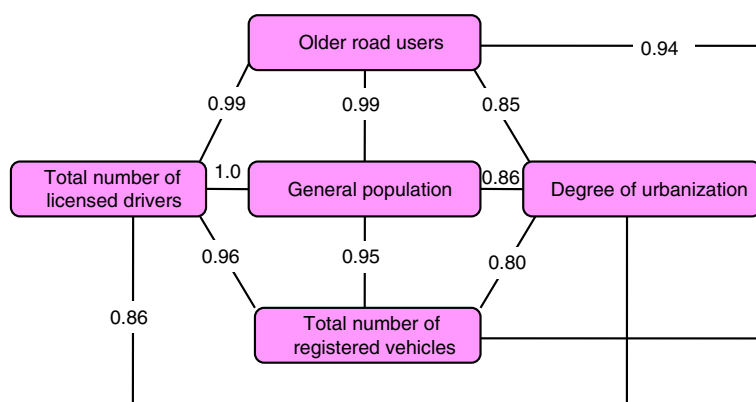 Older road users
0.94
0.99
0.99
0.85
Total number of
licensed drivers
1.0
General population
0.86
Degree of urbanization
0.96
0.95
0.80
0.86
Total number of
registered vehicles